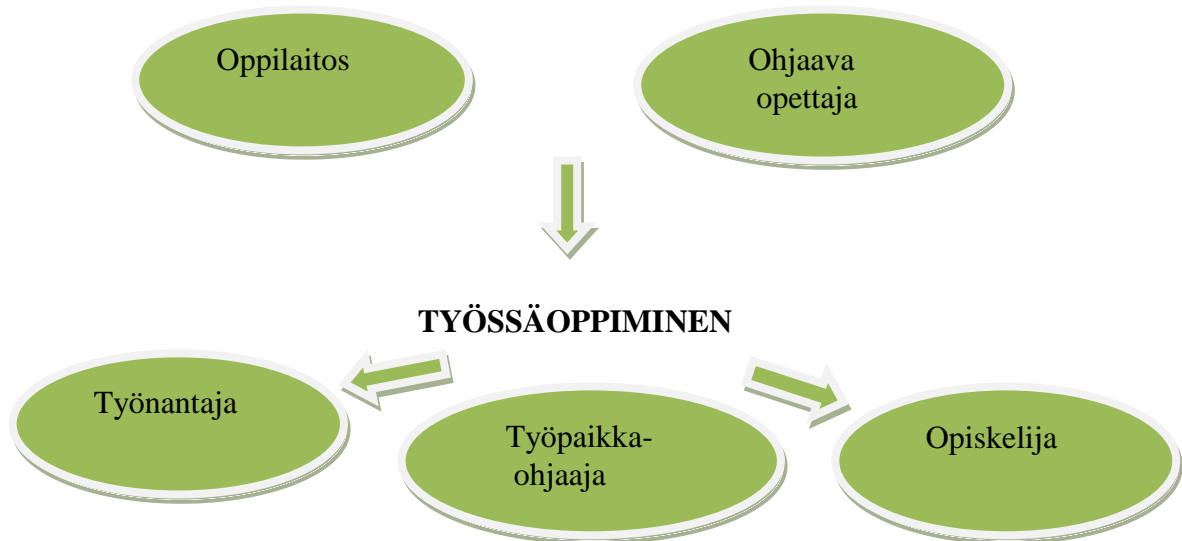 Oppilaitos
Ohjaava
opettaja
TYÖSSÄOPPIMINEN
Työnantaja
Työpaikka-
ohjaaja
Opiskelija